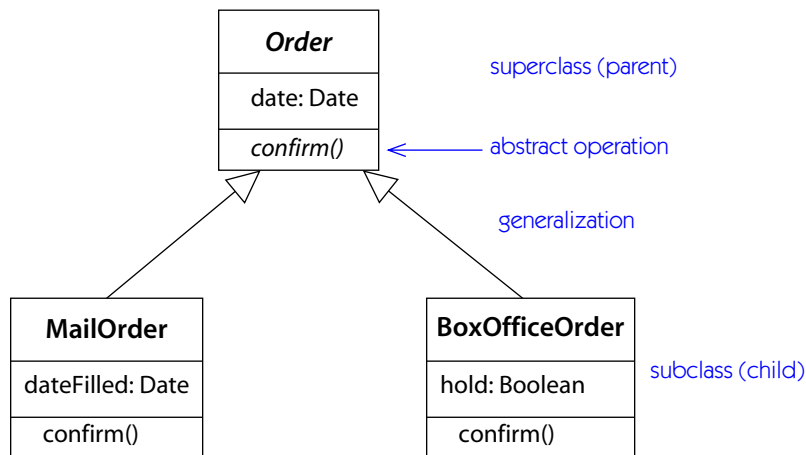 Order
superclass (parent)
date: Date
confirm()
abstract operation
generalization
MailOrder
BoxOfficeOrder
dateFilled: Date
hold: Boolean
subclass (child)
confirm()
confirm()